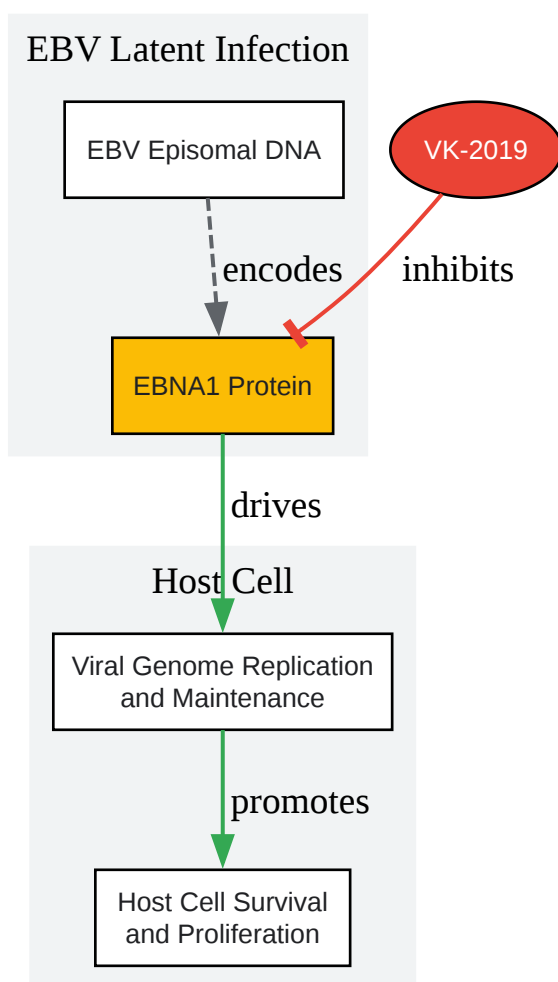 EBV Latent Infection
EBV Episomal DNA
VK-2019
encodes
inhibits
EBNA1 Protein
drives
Host Cell
Viral Genome Replication
and Maintenance
promotes
Host Cell Survival
and Proliferation